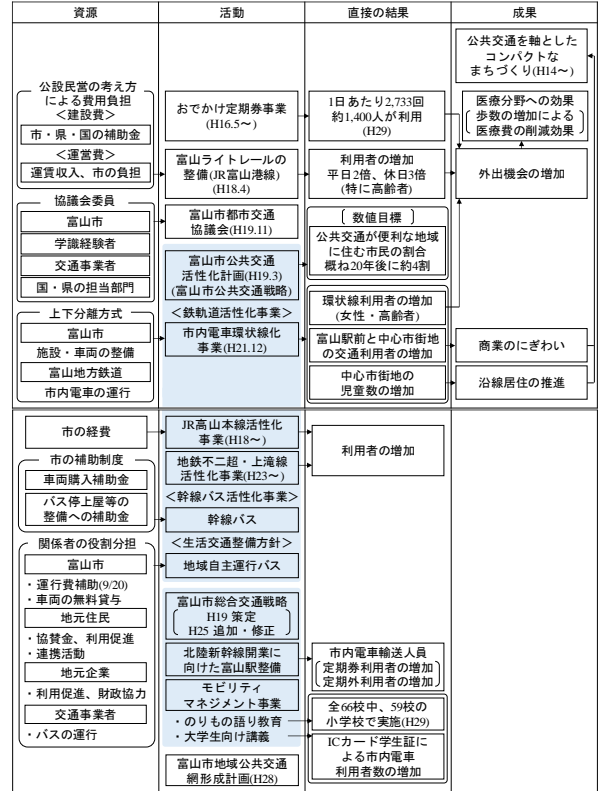 資源
活動
直接の結果
成果
公設民営の考え方
による費用負担
＜建設費＞
市・県・国の補助金
＜運営費＞
運賃収入、市の負担
協議会委員
富山市
学識経験者
交通事業者
国・県の担当部門
上下分離方式
富山市
施設・車両の整備
富山地方鉄道
市内電車の運行
おでかけ定期券事業
(H16.5～)
富山ライトレールの
整備(JR富山港線)
(H18.4)
富山市都市交通
協議会(H19.11)
富山市公共交通
活性化計画(H19.3)
(富山市公共交通戦略)
＜鉄軌道活性化事業＞
市内電車環状線化
事業(H21.12)
1日あたり2,733回
約1,400人が利用
(H29)
利用者の増加
平日2倍、休日3倍
(特に高齢者)
数値目標
公共交通が便利な地域
に住む市民の割合
概ね20年後に約4割
環状線利用者の増加
(女性・高齢者)
富山駅前と中心市街地
の交通利用者の増加
中心市街地の
児童数の増加
公共交通を軸とした
コンパクトな
まちづくり(H14～)
医療分野への効果
歩数の増加による
医療費の削減効果
外出機会の増加
商業のにぎわい
沿線居住の推進
市の経費
市の補助制度
車両購入補助金
バス停上屋等の
整備への補助金
関係者の役割分担
富山市
・運行費補助(9/20)
・車両の無料貸与
地元住民
・協賛金、利用促進
・連携活動
地元企業
・利用促進、財政協力
交通事業者
・バスの運行
JR高山本線活性化
事業(H18～)
地鉄不二超・上滝線
活性化事業(H23～)
＜幹線バス活性化事業＞
幹線バス
＜生活交通整備方針＞
地域自主運行バス
富山市総合交通戦略
H19 策定
H25 追加・修正
北陸新幹線開業に
向けた富山駅整備
モビリティ
マネジメント事業
・のりもの語り教育
・大学生向け講義
富山市地域公共交通
網形成計画(H28)
利用者の増加
市内電車輸送人員
定期券利用者の増加
定期外利用者の増加
全66校中、59校の
小学校で実施(H29)
ICカード学生証に
よる市内電車
利用者数の増加